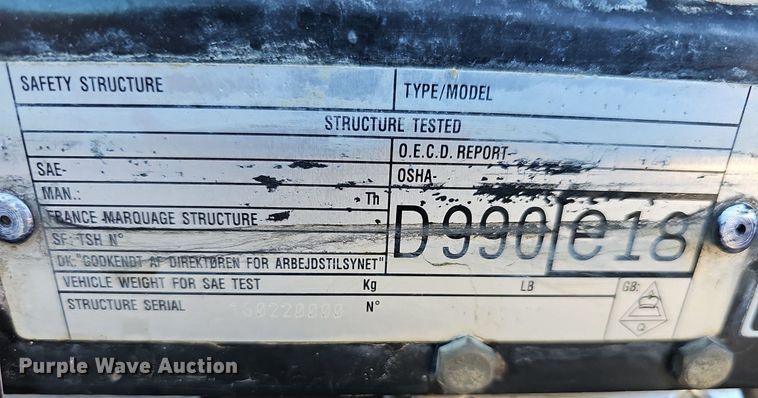 SAFETY STRUCTURE
TYPE/MODEL
STRUCTURE TESTED
O.E.C.D. REPORT-
SAE-
OSHA-
MAN.: Th
FRANCE MARQUAGE STRUCTURE
D990 e18
SF: TSH N°
DK: "GODKENDT AF DIREKTØREN FOR ARBEJDSTILSYNET"
VEHICLE WEIGHT FOR SAE TEST Kg LB GB:
STRUCTURE SERIAL N°
Q
Purple Wave Auction